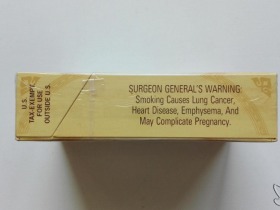 U.S.
TAX-EXEMPT
FOR USE
OUTSIDE U.S.
SURGEON GENERAL'S WARNING:
Smoking Causes Lung Cancer,
Heart Disease, Emphysema, And
May Complicate Pregnancy.